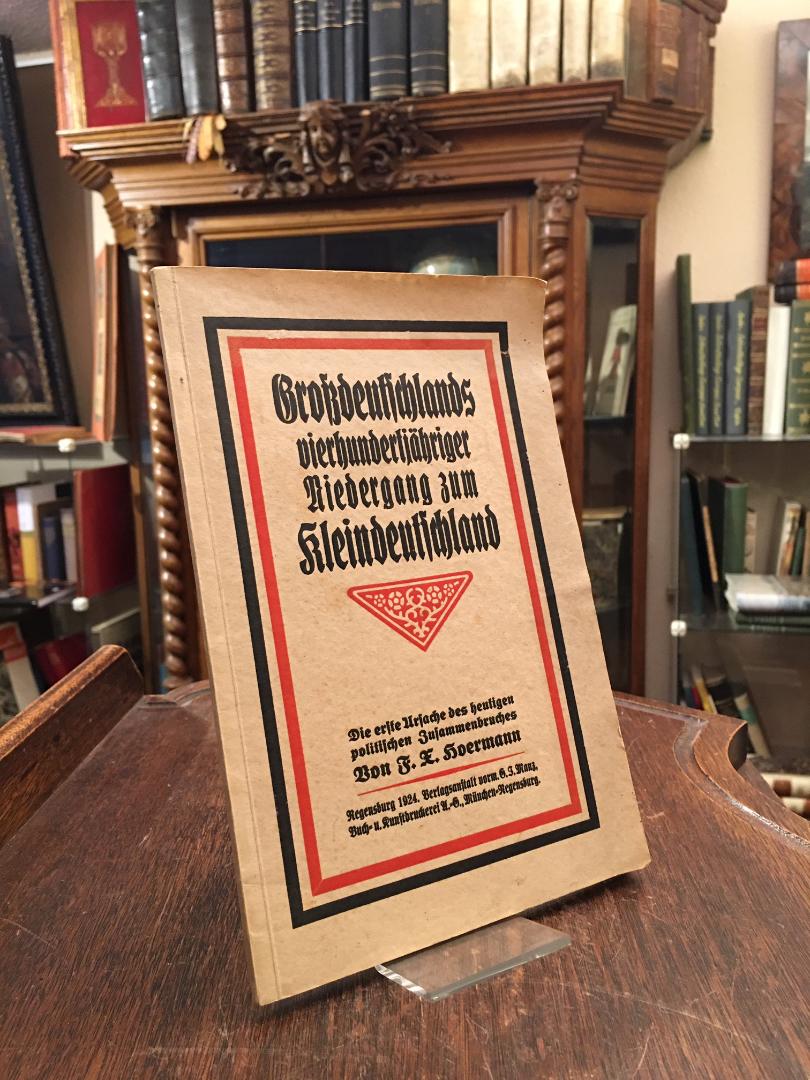 Großdeutschlands
vierhundertjähriger
Niedergang zum
Kleindeutschland
Die erste Ursache des heutigen
politischen Zusammenbruches
Von F. X. Hoermann
Regensburg 1924. Verlagsanstalt vorm. G. J. Manz,
Buch- u. Kunstdruckerei A.-G., München-Regensburg.